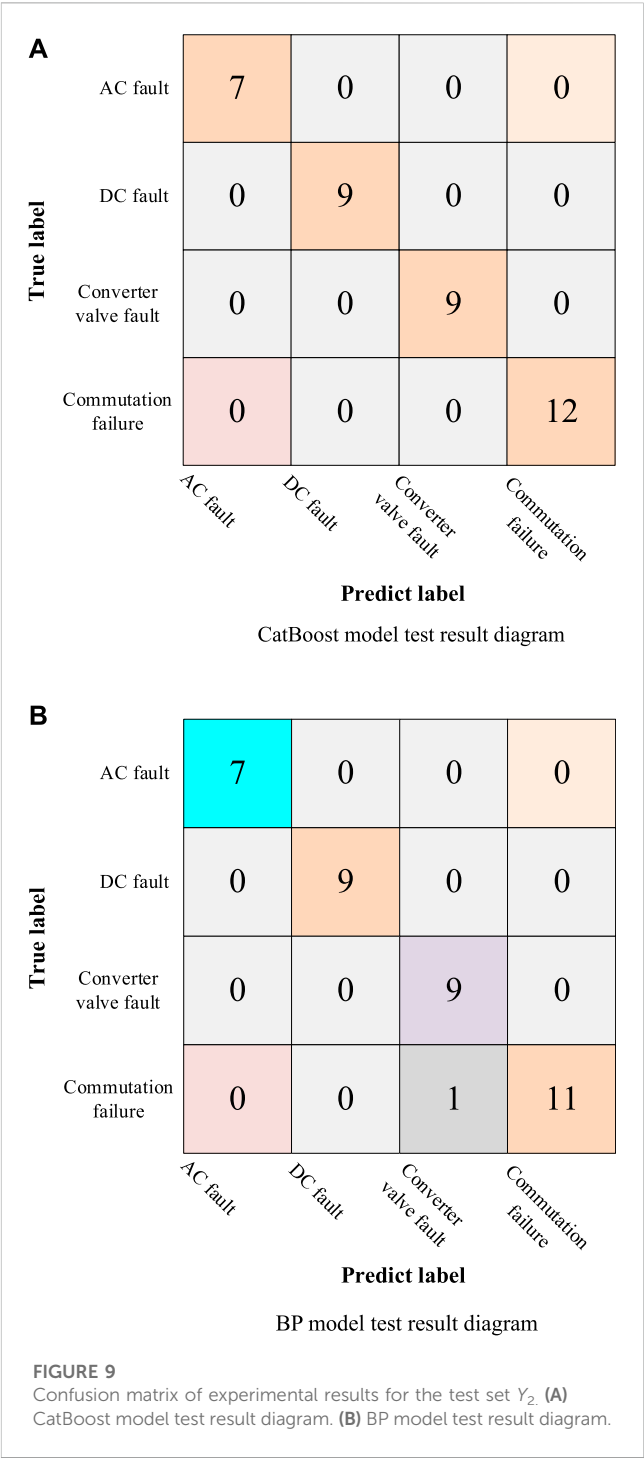 A
AC fault
7 0 0 0
DC fault
0 9 0 0
Converter
valve fault
0 0 9 0
Commutation
failure
0 0 0 12
True label
AC fault
DC fault
Converter
valve fault
Commutation
failure
Predict label
CatBoost model test result diagram
B
AC fault
7 0 0 0
DC fault
0 9 0 0
Converter
valve fault
0 0 9 0
Commutation
failure
0 0 1 11
True label
AC fault
DC fault
Converter
valve fault
Commutation
failure
Predict label
BP model test result diagram
FIGURE 9
Confusion matrix of experimental results for the test set Y2. (A)
CatBoost model test result diagram. (B) BP model test result diagram.